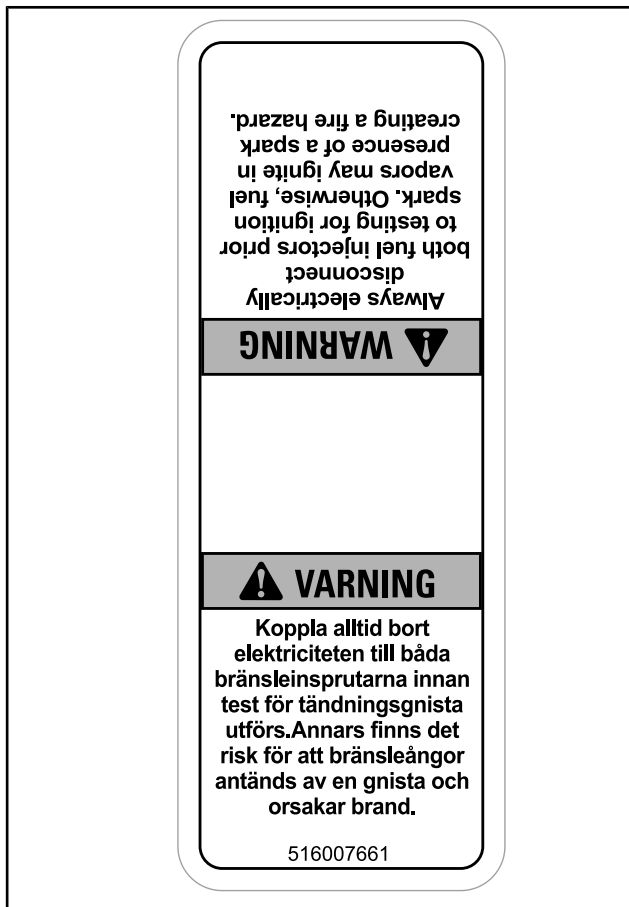 WARNING
Always electrically
disconnect
both fuel injectors prior
to testing for ignition
spark. Otherwise, fuel
vapors may ignite in
presence of a spark
creating a fire hazard.
VARNING
Koppla alltid bort
elektriciteten till båda
bränsleinsprutarna innan
test för tändningsgnista
utförs.Annars finns det
risk för att bränsleångor
antänds av en gnista och
orsakar brand.
516007661